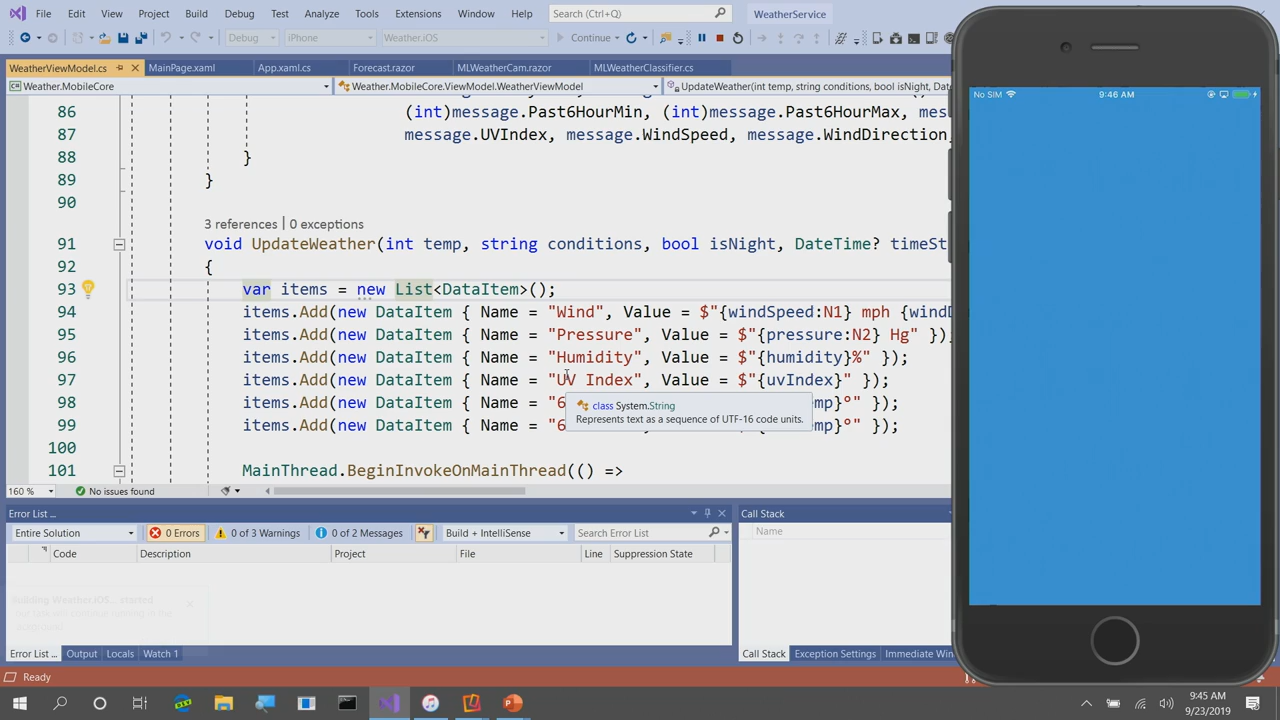 File Edit View Project Build Debug Test Analyze Tools Extensions Window Help Search (Ctrl+Q) WeatherService
Debug iPhone Weather.iOS Continue
WeatherViewModel.cs MainPage.xaml App.xaml.cs Forecast.razor MLWeatherCam.razor MLWeatherClassifier.cs
Weather.MobileCore Weather.MobileCore.ViewModel.WeatherViewModel UpdateWeather(int temp, string conditions, bool isNight, Dat
No SIM 9:46 AM
86 (int)message.Past6HourMin, (int)message.Past6HourMax,
87 message.UVIndex, message.WindSpeed, message.WindDirection,
88 }
89 }
90
3 references | 0 exceptions
91 void UpdateWeather(int temp, string conditions, bool isNight, DateTime? timeSt
92 {
93 var items = new List<DataItem>();
94 items.Add(new DataItem { Name = "Wind", Value = $"{windSpeed:N1} mph {windD
95 items.Add(new DataItem { Name = "Pressure", Value = $"{pressure:N2} Hg" });
96 items.Add(new DataItem { Name = "Humidity", Value = $"{humidity}%" });
97 items.Add(new DataItem { Name = "UV Index", Value = $"{uvIndex}" });
98 items.Add(new DataItem { Name = "6 emp}°" });
class System.String
Represents text as a sequence of UTF-16 code units.
99 items.Add(new DataItem { Name = "6 emp}°" });
100
101 MainThread.BeginInvokeOnMainThread(() =>
160 % No issues found
Error List ... Call Stack
Entire Solution 0 Errors 0 of 3 Warnings 0 of 2 Messages Build + IntelliSense Search Error List Name
Code Description Project File Line Suppression State
Building Weather.iOS... started
Error List ... Output Locals Watch 1 Call Stack Exception Settings Immediate Win
Ready
9:45 AM
9/23/2019